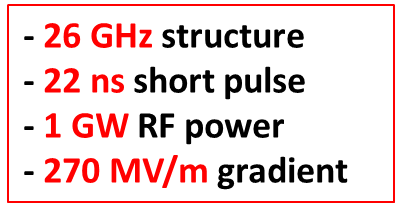 - 26 GHz structure
- 22 ns short pulse
- 1 GW RF power
- 270 MV/m gradient